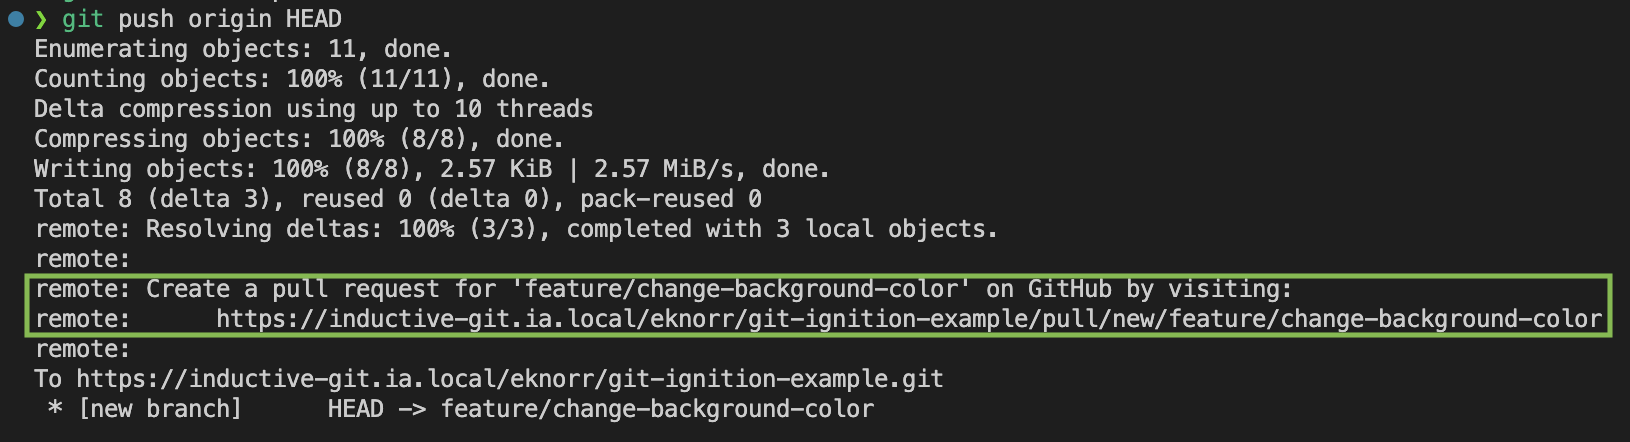 ❯ git push origin HEAD
Enumerating objects: 11, done.
Counting objects: 100% (11/11), done.
Delta compression using up to 10 threads
Compressing objects: 100% (8/8), done.
Writing objects: 100% (8/8), 2.57 KiB | 2.57 MiB/s, done.
Total 8 (delta 3), reused 0 (delta 0), pack-reused 0
remote: Resolving deltas: 100% (3/3), completed with 3 local objects.
remote:
remote: Create a pull request for 'feature/change-background-color' on GitHub by visiting:
remote:      https://inductive-git.ia.local/eknorr/git-ignition-example/pull/new/feature/change-background-color
remote:
To https://inductive-git.ia.local/eknorr/git-ignition-example.git
 * [new branch]      HEAD -> feature/change-background-color